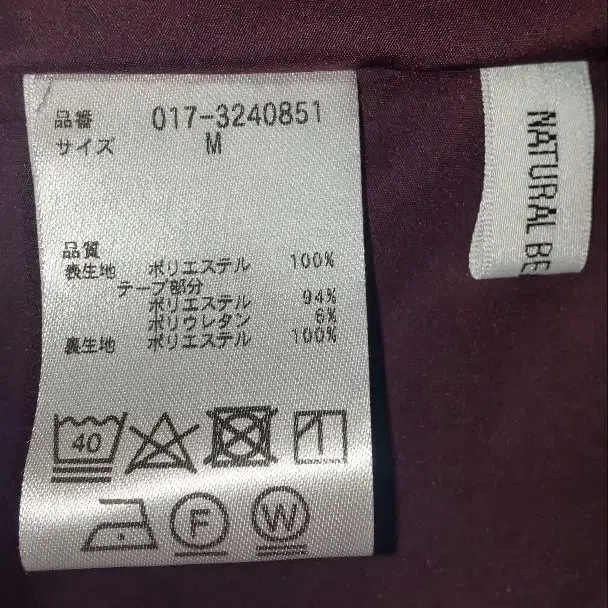 品番 017-3240851
サイズ M
品質
表生地 ポリエステル 100%
テープ部分
ポリエステル 94%
ポリウレタン 6%
裏生地 ポリエステル 100%
40
F W
NATURAL BE